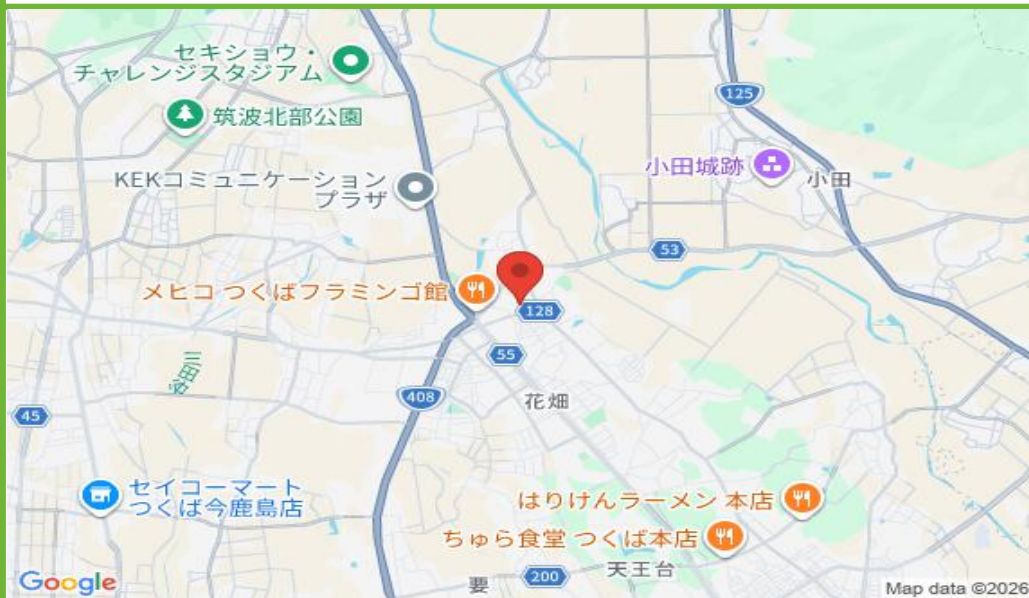 セキショウ・
チャレンジスタジアム
125
筑波北部公園
小田城跡
小田
KEKコミュニケーション
プラザ
53
メヒコ つくばフラミンゴ館
128
55
三田谷
408
花畑
45
セイコーマート
つくば今鹿島店
はりけんラーメン 本店
ちゅら食堂 つくば本店
天王台
200
要
Google
Map data ©2026